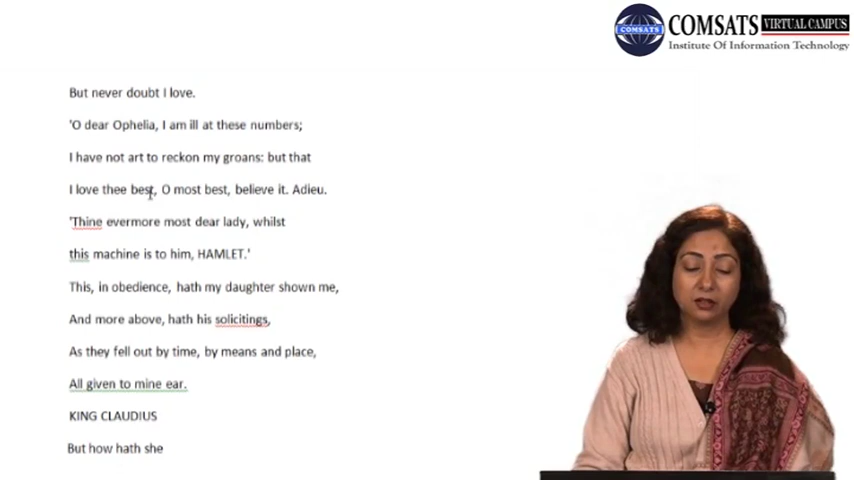 COMSATS VIRTUAL CAMPUS
Institute Of Information Technology
COMSATS
But never doubt I love.
'O dear Ophelia, I am ill at these numbers;
I have not art to reckon my groans: but that
I love thee best, O most best, believe it. Adieu.
'Thine evermore most dear lady, whilst
this machine is to him, HAMLET.'
This, in obedience, hath my daughter shown me,
And more above, hath his solicitings,
As they fell out by time, by means and place,
All given to mine ear.
KING CLAUDIUS
But how hath she